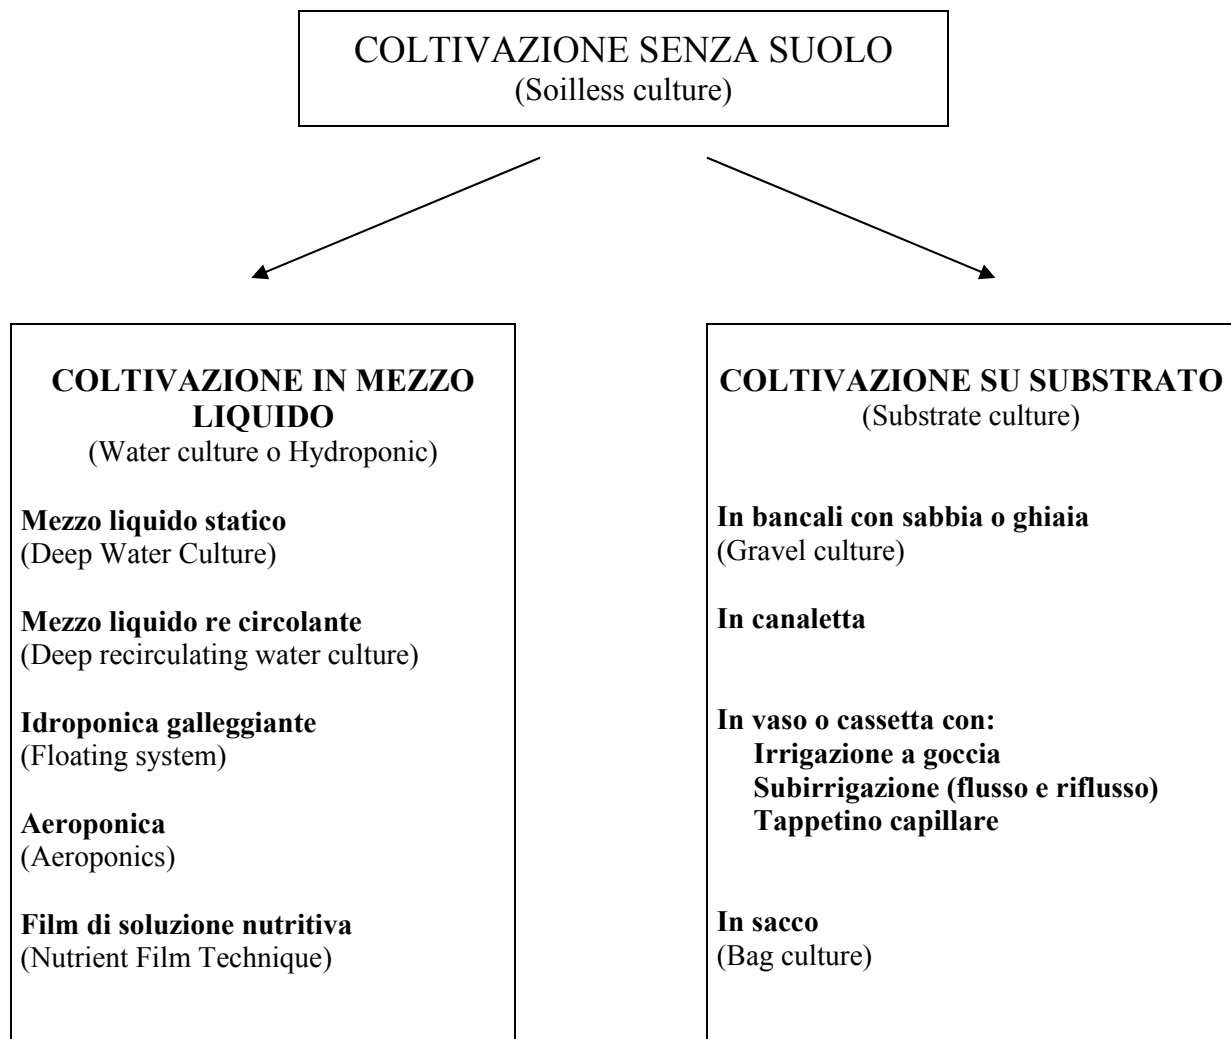 COLTIVAZIONE SENZA SUOLO
(Soilless culture)
COLTIVAZIONE IN MEZZO
LIQUIDO
(Water culture o Hydroponic)
Mezzo liquido statico
(Deep Water Culture)
Mezzo liquido re circolante
(Deep recirculating water culture)
Idroponica galleggiante
(Floating system)
Aeroponica
(Aeroponics)
Film di soluzione nutritiva
(Nutrient Film Technique)
COLTIVAZIONE SU SUBSTRATO
(Substrate culture)
In bancali con sabbia o ghiaia
(Gravel culture)
In canaletta
In vaso o cassetta con:
Irrigazione a goccia
Subirrigazione (flusso e riflusso)
Tappetino capillare
In sacco
(Bag culture)